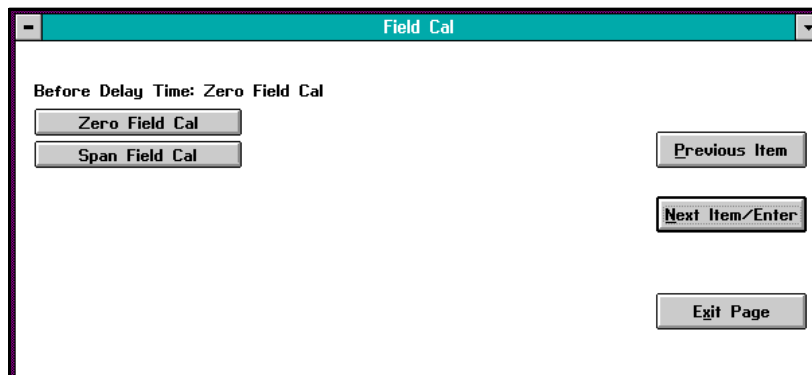 Field Cal
Before Delay Time: Zero Field Cal
Zero Field Cal
Span Field Cal
Previous Item
Next Item/Enter
Exit Page